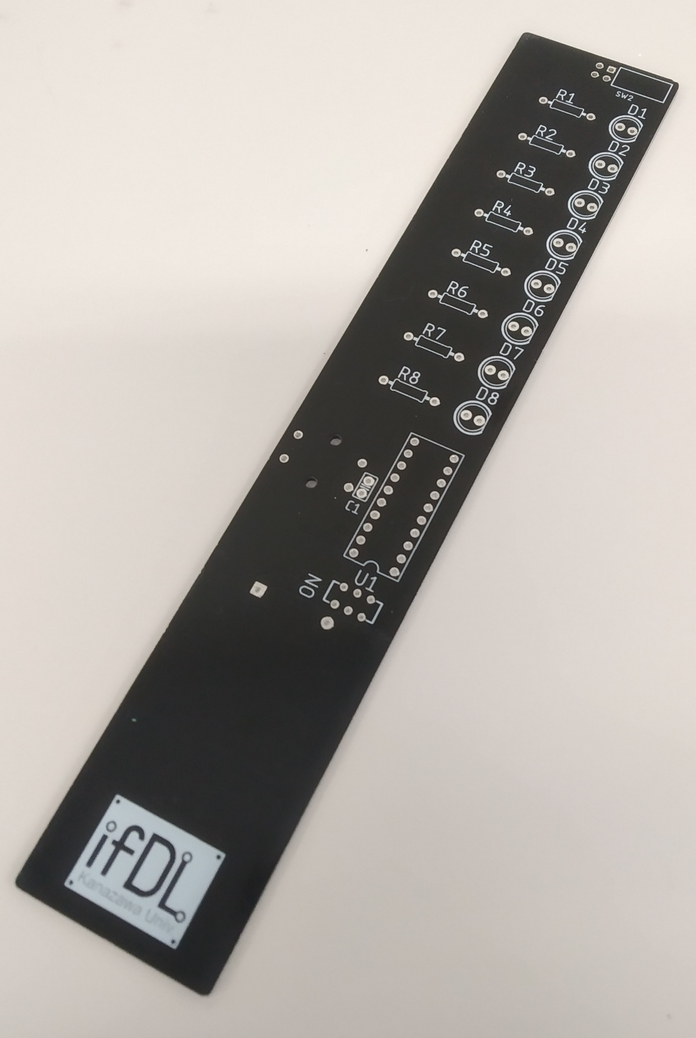 SW2
R1
D1
R2
D2
R3
D3
R4
D4
R5
D5
R6
D6
R7
D7
R8
D8
C1
U1
ON
ifDL
Kanazawa Univ.